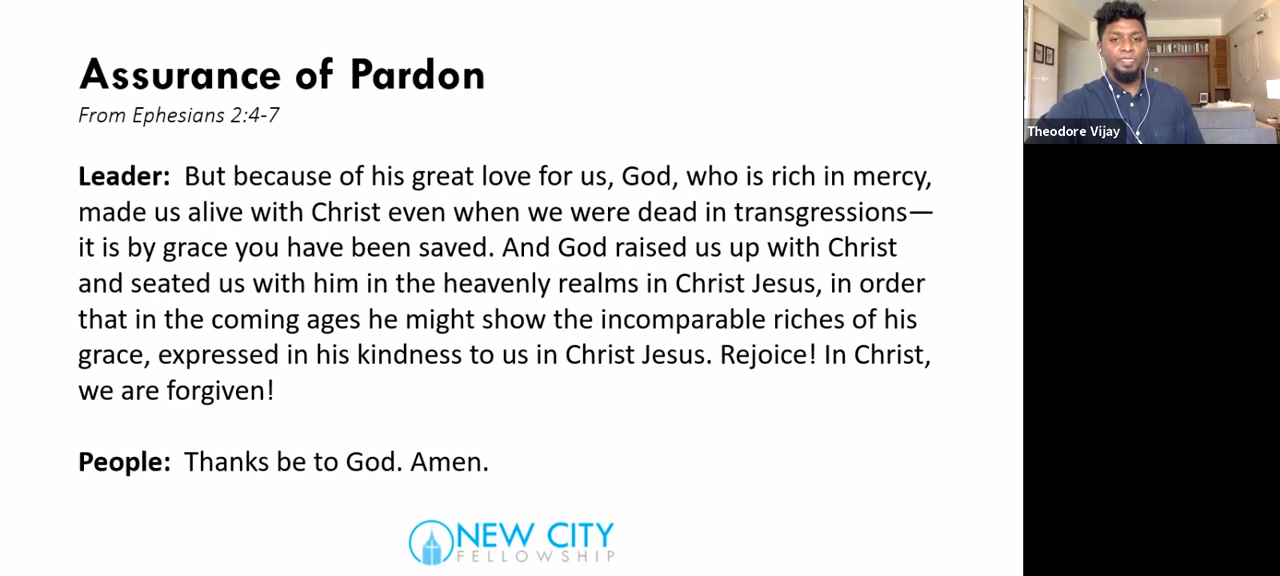 Assurance of Pardon
From Ephesians 2:4-7
Leader: But because of his great love for us, God, who is rich in mercy,
made us alive with Christ even when we were dead in transgressions—
it is by grace you have been saved. And God raised us up with Christ
and seated us with him in the heavenly realms in Christ Jesus, in order
that in the coming ages he might show the incomparable riches of his
grace, expressed in his kindness to us in Christ Jesus. Rejoice! In Christ,
we are forgiven!
People: Thanks be to God. Amen.
NEW CITY
FELLOWSHIP
Theodore Vijay